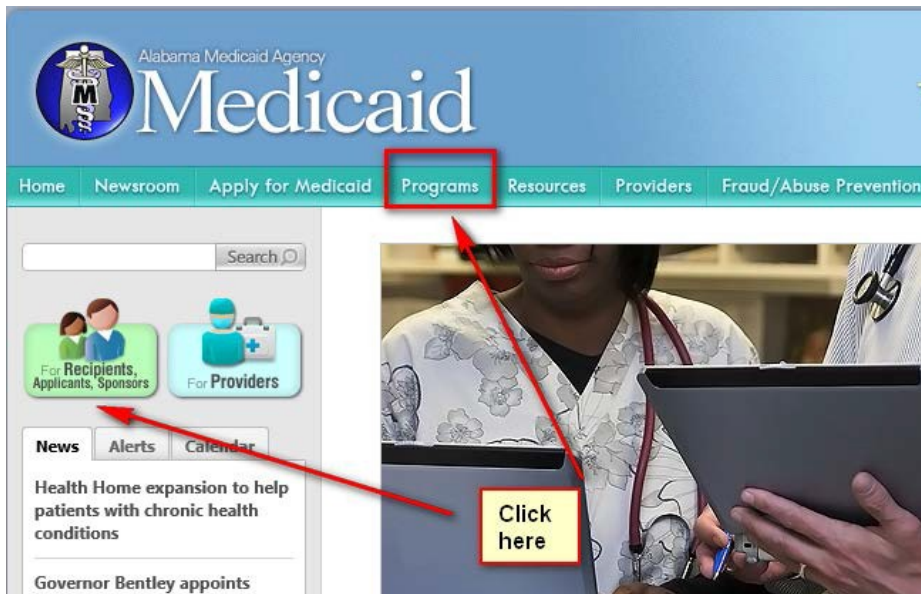 Alabama Medicaid Agency
Medicaid
M
Home Newsroom Apply for Medicaid Programs Resources Providers Fraud/Abuse Prevention
Search
For Recipients,
Applicants, Sponsors
For Providers
News Alerts Calendar
Health Home expansion to help
patients with chronic health
conditions
Governor Bentley appoints
Click
here